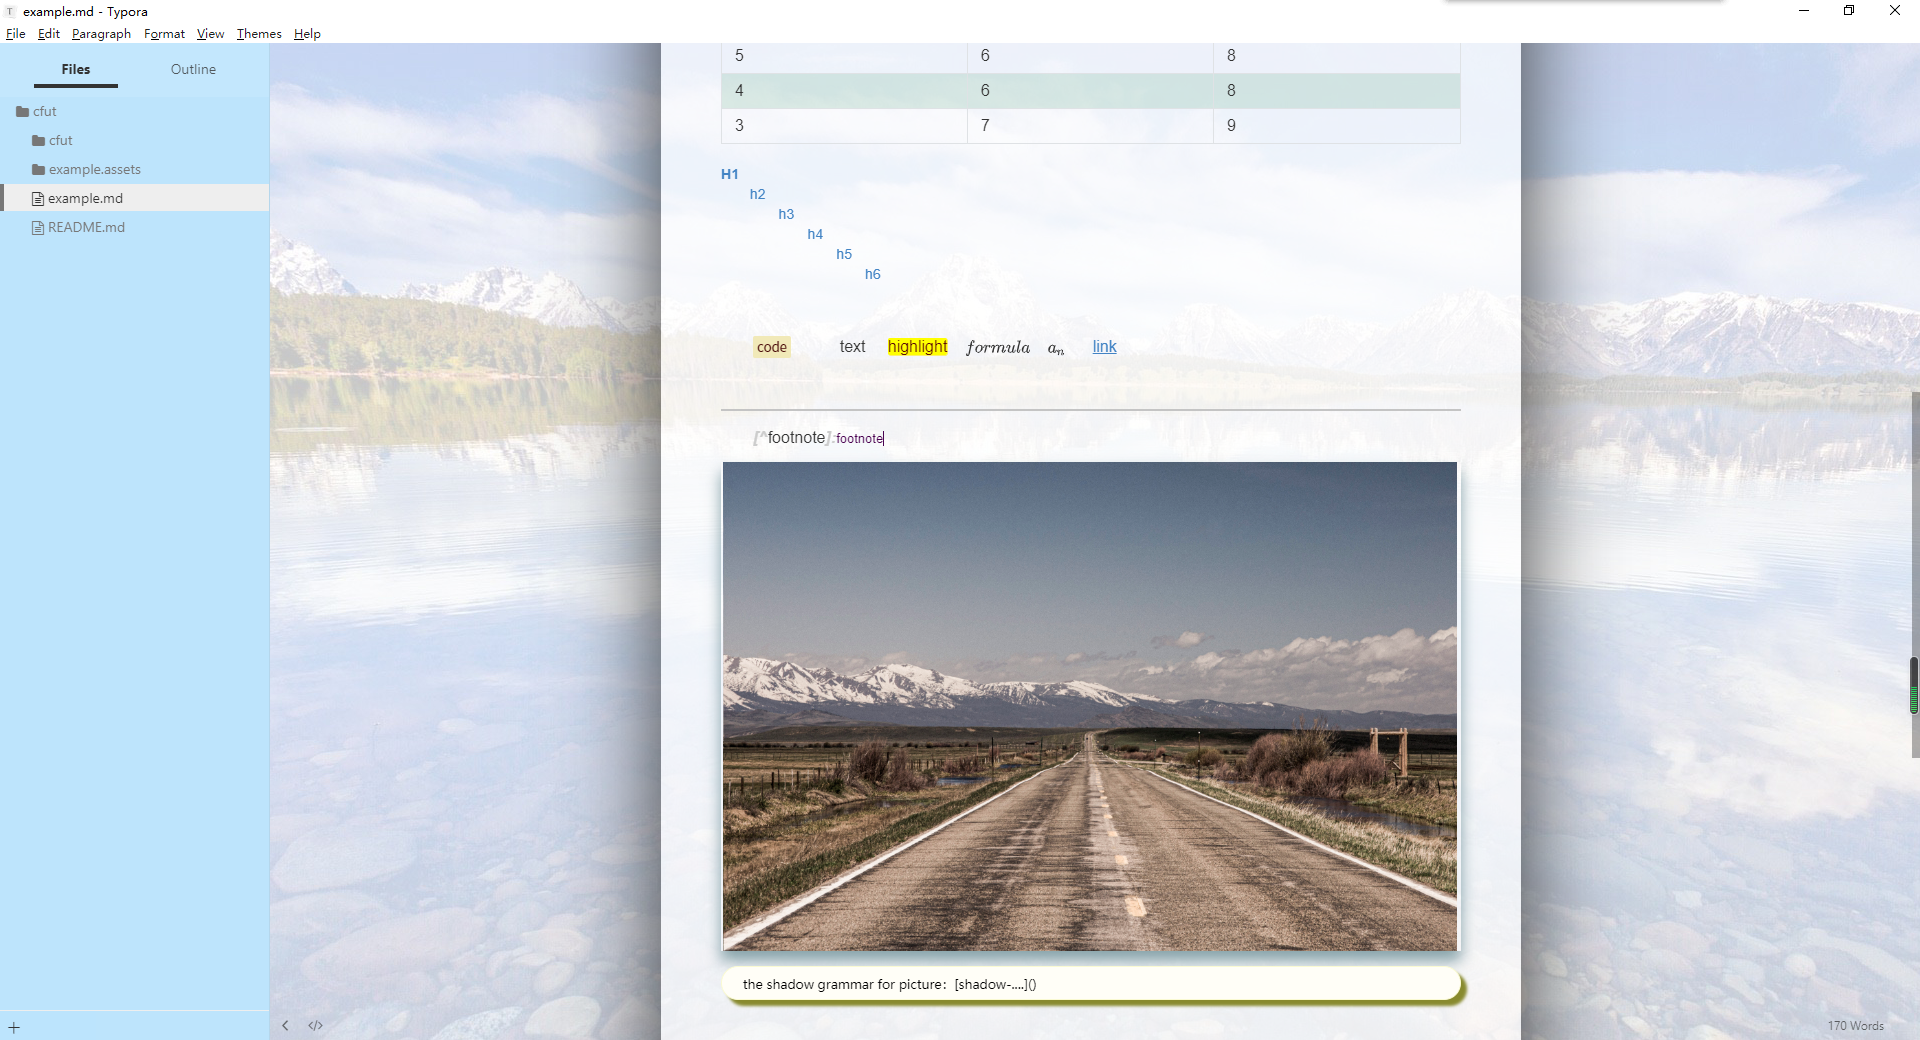 example.md - Typora
File Edit Paragraph Format View Themes Help
Files Outline
cfut
cfut
example.assets
example.md
README.md
5 6 8
4 6 8
3 7 9
H1
h2
h3
h4
h5
h6
code text highlight formula aₙ link
[^footnote]:footnote
the shadow grammar for picture: [shadow-....]()
170 Words